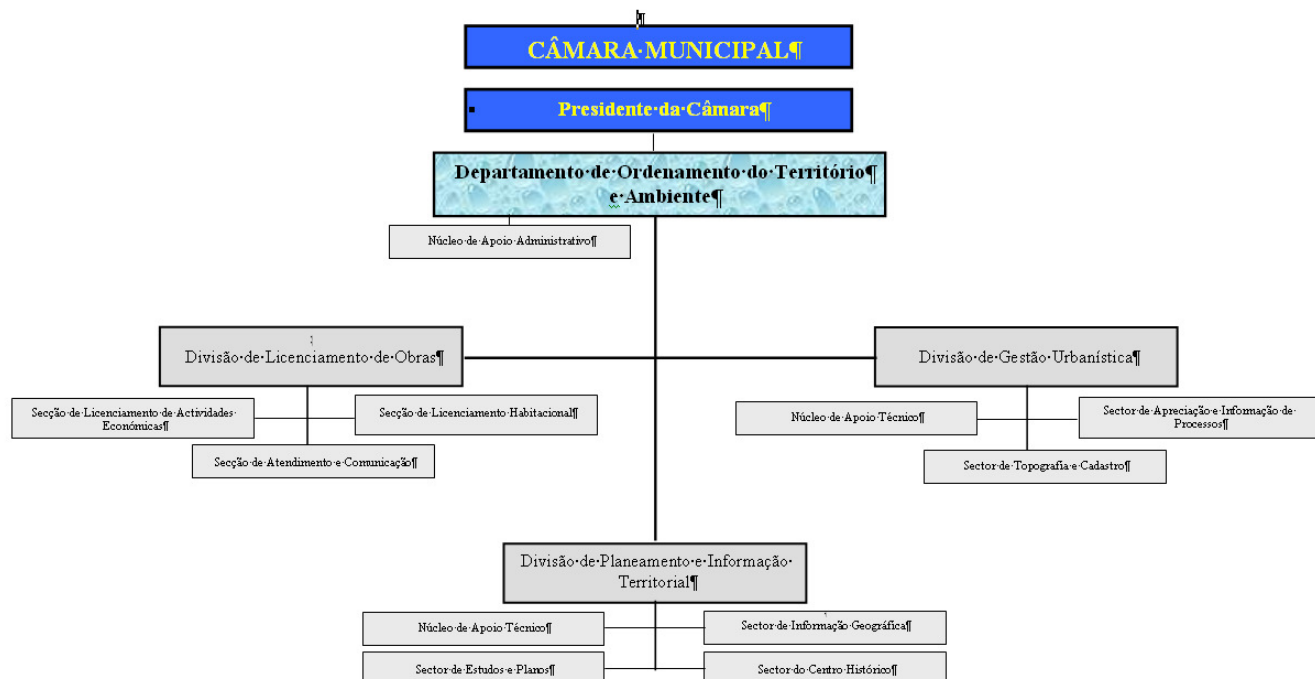 CÂMARA·MUNICIPAL¶
Presidente·da·Câmara¶
Departamento·de·Ordenamento·do·Território¶
e·Ambiente¶
Núcleo·de·Apoio·Administrativo¶
Divisão·de·Licenciamento·de·Obras¶
Divisão·de·Gestão·Urbanística¶
Secção·de·Licenciamento·de·Actividades·
Económicas¶
Secção·de·Licenciamento·Habitacional¶
Secção·de·Atendimento·e·Comunicação¶
Núcleo·de·Apoio·Técnico¶
Sector·de·Apreciação·e·Informação·de·
Processos¶
Sector·de·Topografia·e·Cadastro¶
Divisão·de·Planeamento·e·Informação·
Territorial¶
Núcleo·de·Apoio·Técnico¶
Sector·de·Informação·Geográfica¶
Sector·de·Estudos·e·Planos¶
Sector·do·Centro·Histórico¶